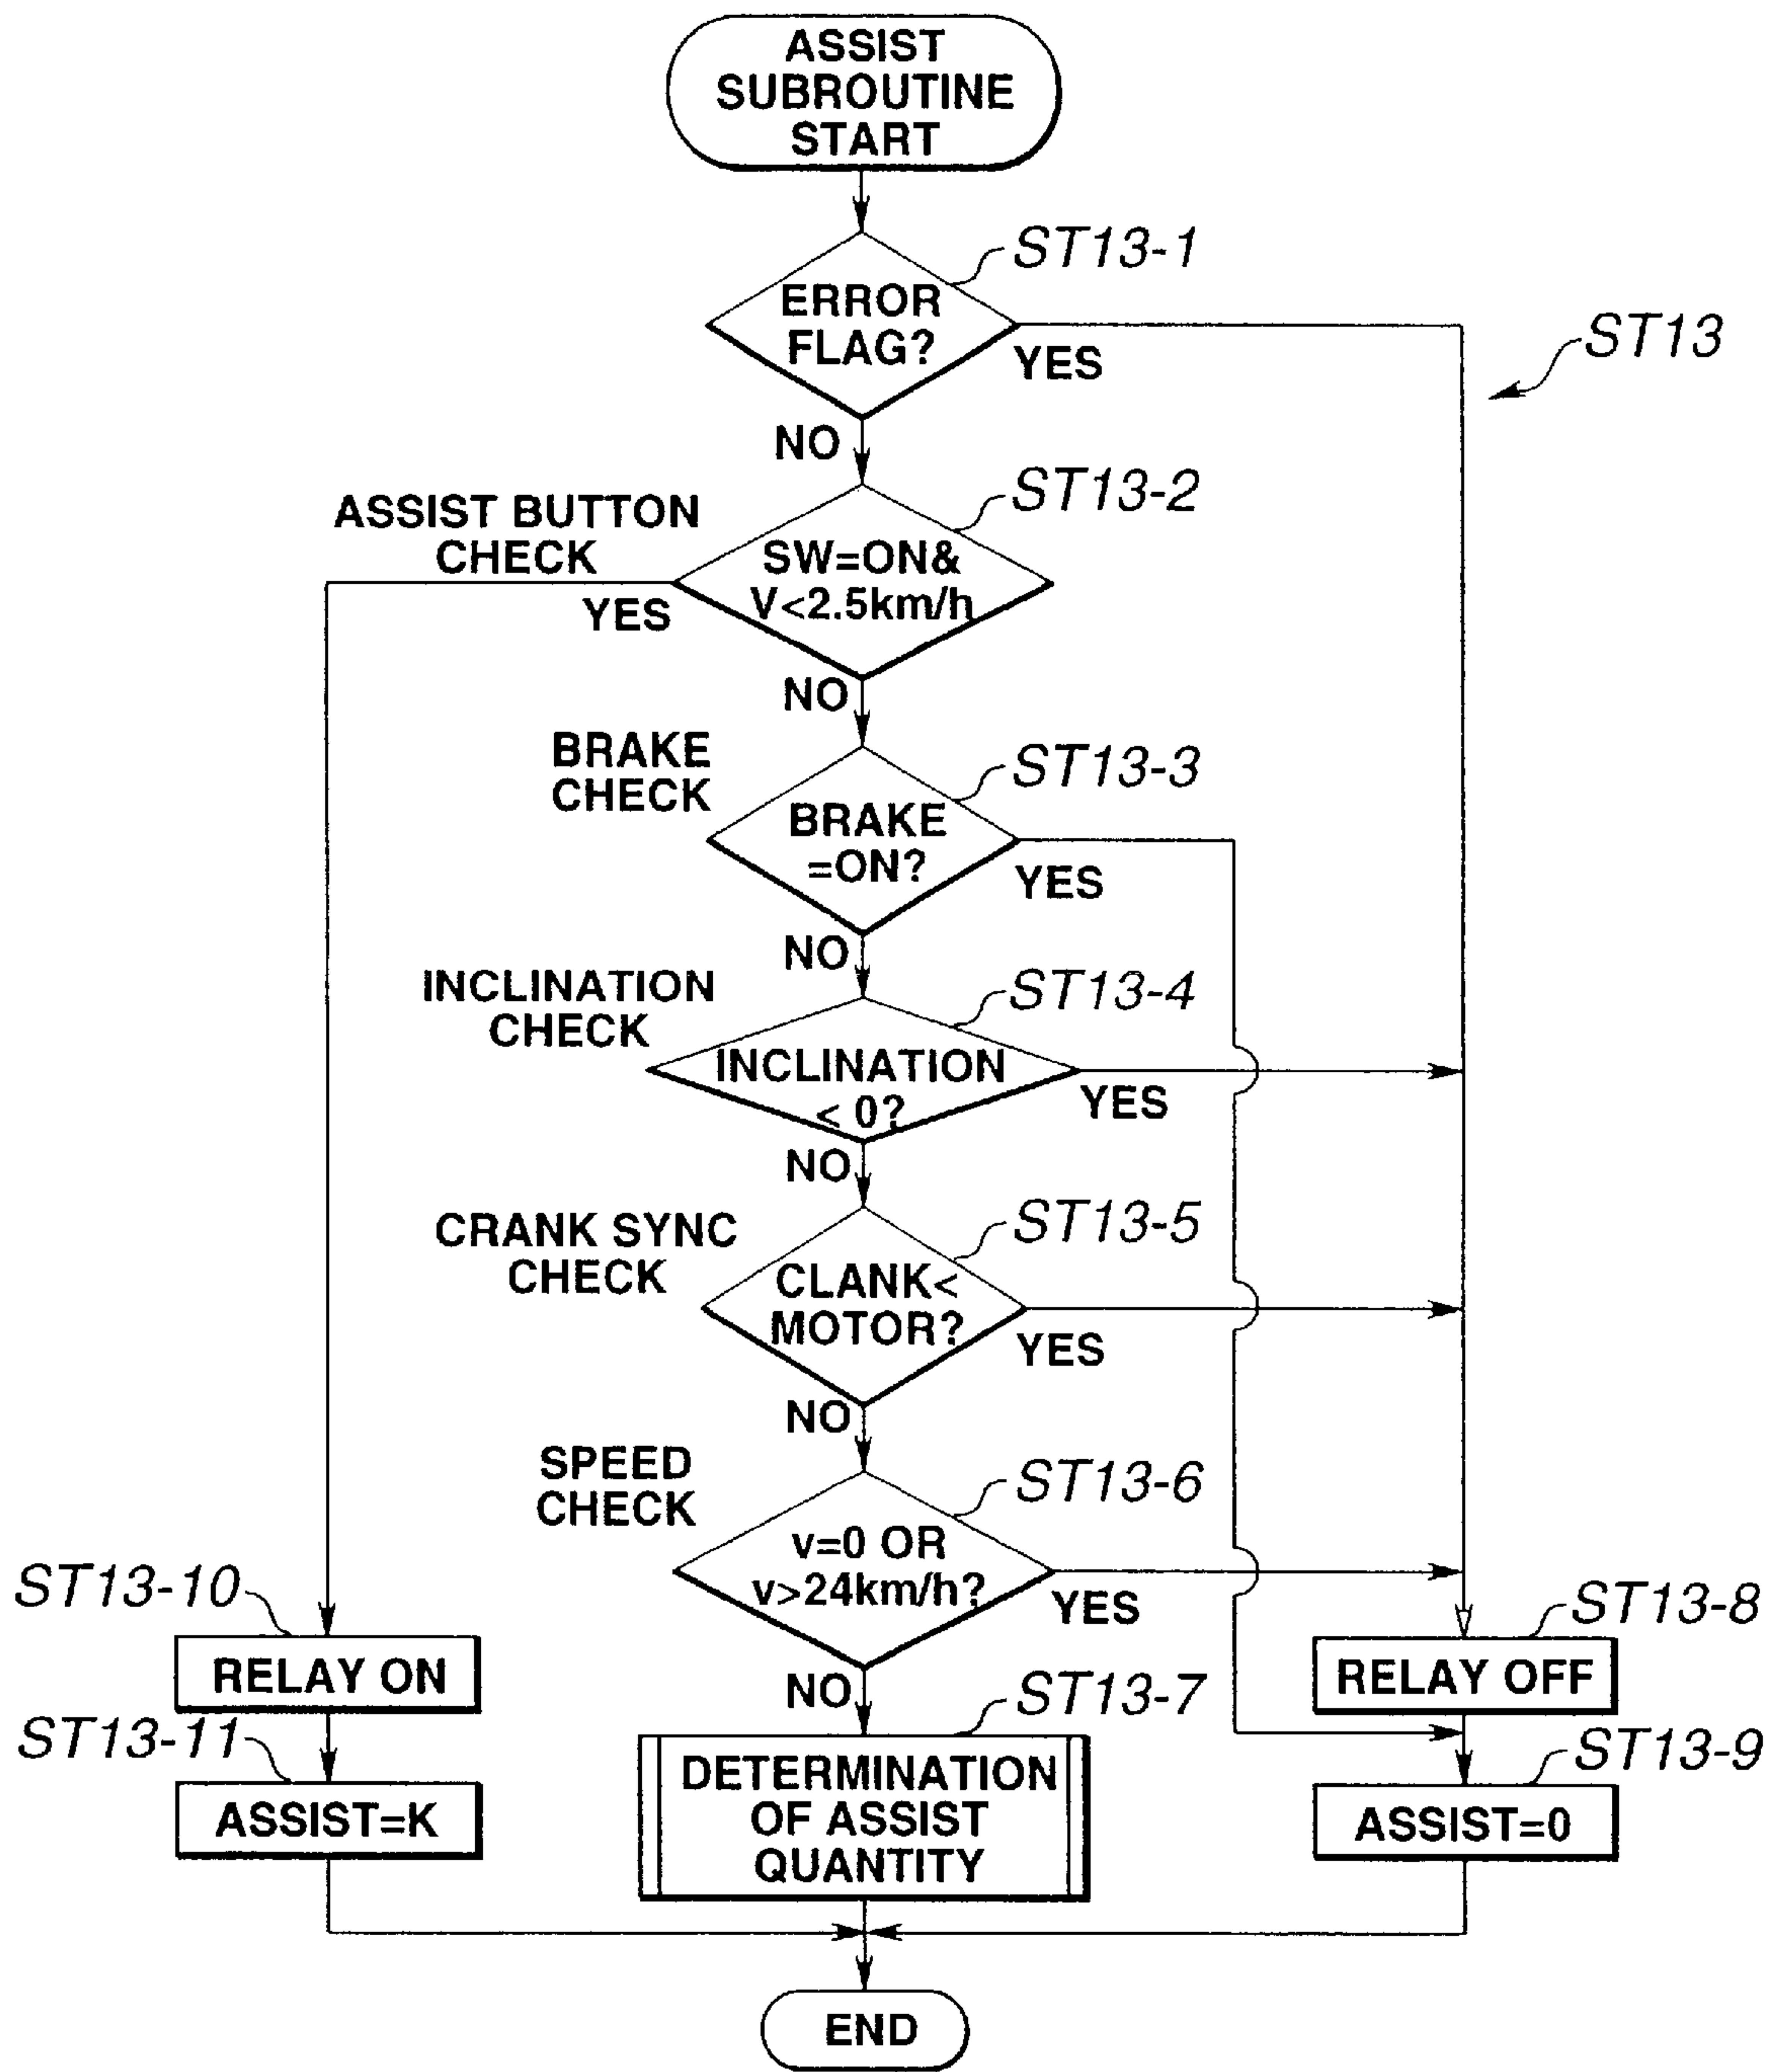 ASSIST
SUBROUTINE
START
ST13-1
ERROR
FLAG?
YES
ST13
NO
ST13-2
ASSIST BUTTON
CHECK
SW=ON&
V<2.5km/h
YES
NO
BRAKE
CHECK
ST13-3
BRAKE
=ON?
YES
NO
INCLINATION
CHECK
ST13-4
INCLINATION
< 0?
YES
NO
CRANK SYNC
CHECK
ST13-5
CLANK<
MOTOR?
YES
NO
SPEED
CHECK
ST13-6
v=0 OR
v>24km/h?
YES
NO
ST13-10
RELAY ON
ST13-11
ASSIST=K
ST13-7
DETERMINATION
OF ASSIST
QUANTITY
ST13-8
RELAY OFF
ST13-9
ASSIST=0
END